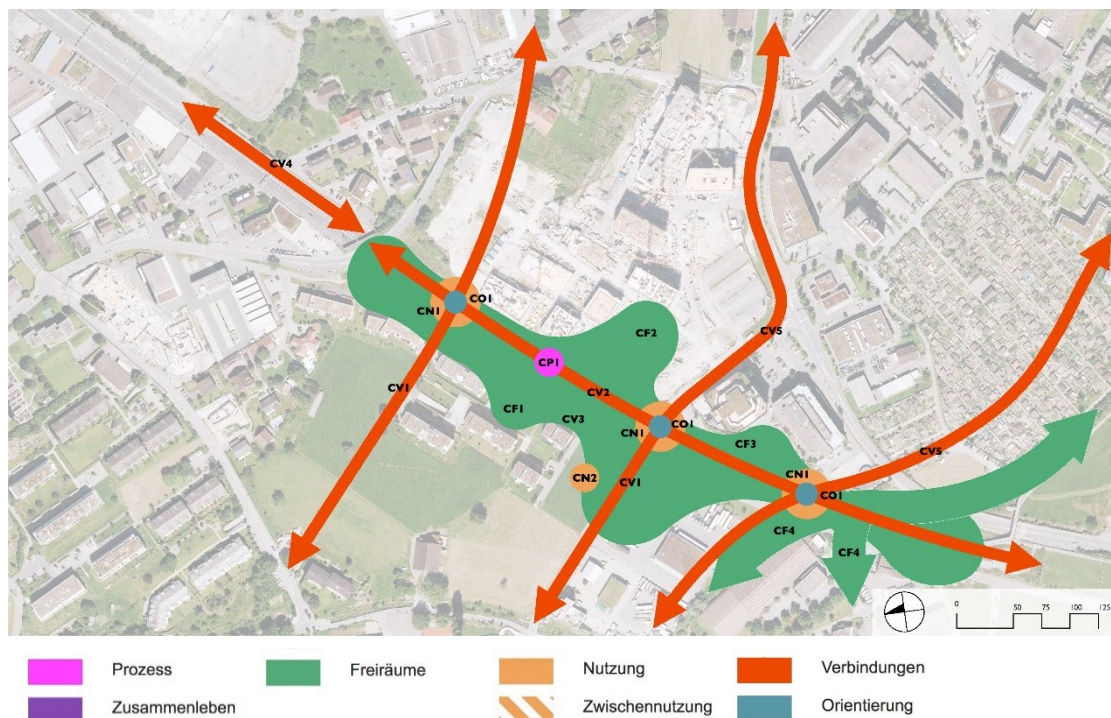 CV4
CN1 CO1
CF2
CV5
CP1
CV1
CV2
CF1
CV3
CN1 CO1
CF3
CV5
CN2
CV1
CN1
CO1
CF4
CF4
0 50 75 100 125
Prozess Freiräume Nutzung Verbindungen
Zusammenleben Zwischennutzung Orientierung